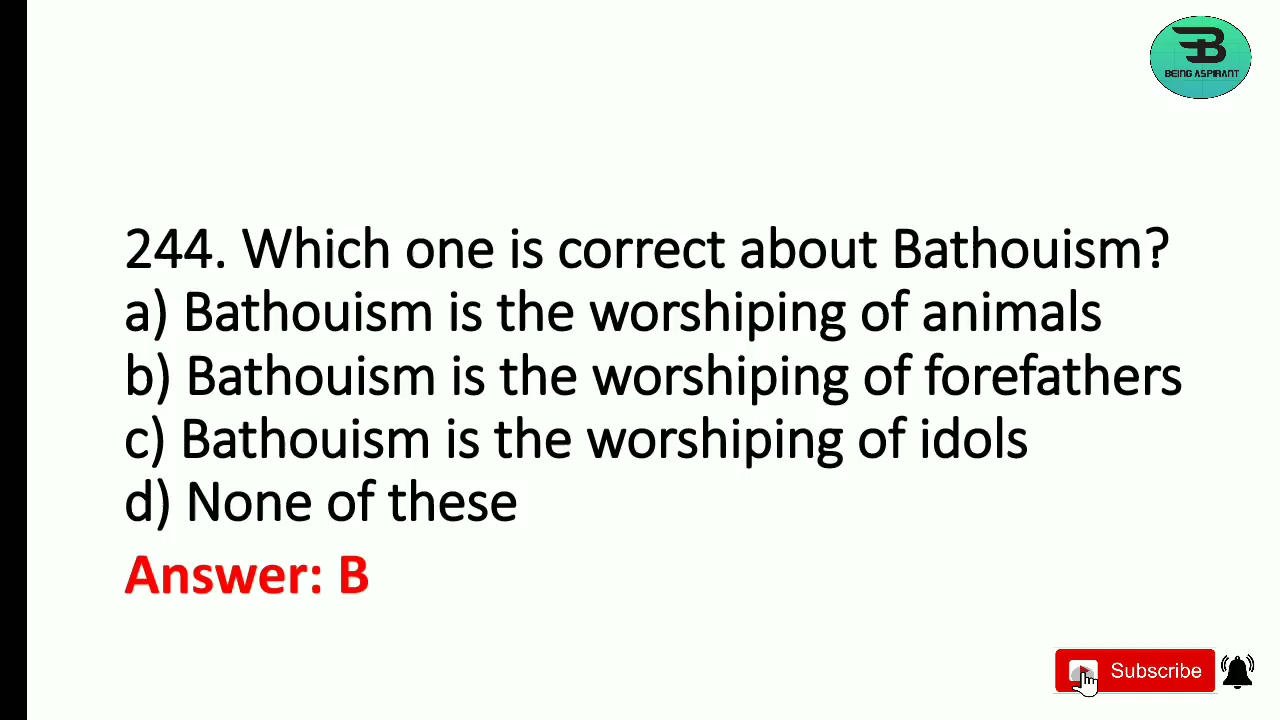 BEING ASPIRANT
244. Which one is correct about Bathouism?
a) Bathouism is the worshiping of animals
b) Bathouism is the worshiping of forefathers
c) Bathouism is the worshiping of idols
d) None of these
Answer: B
Subscribe